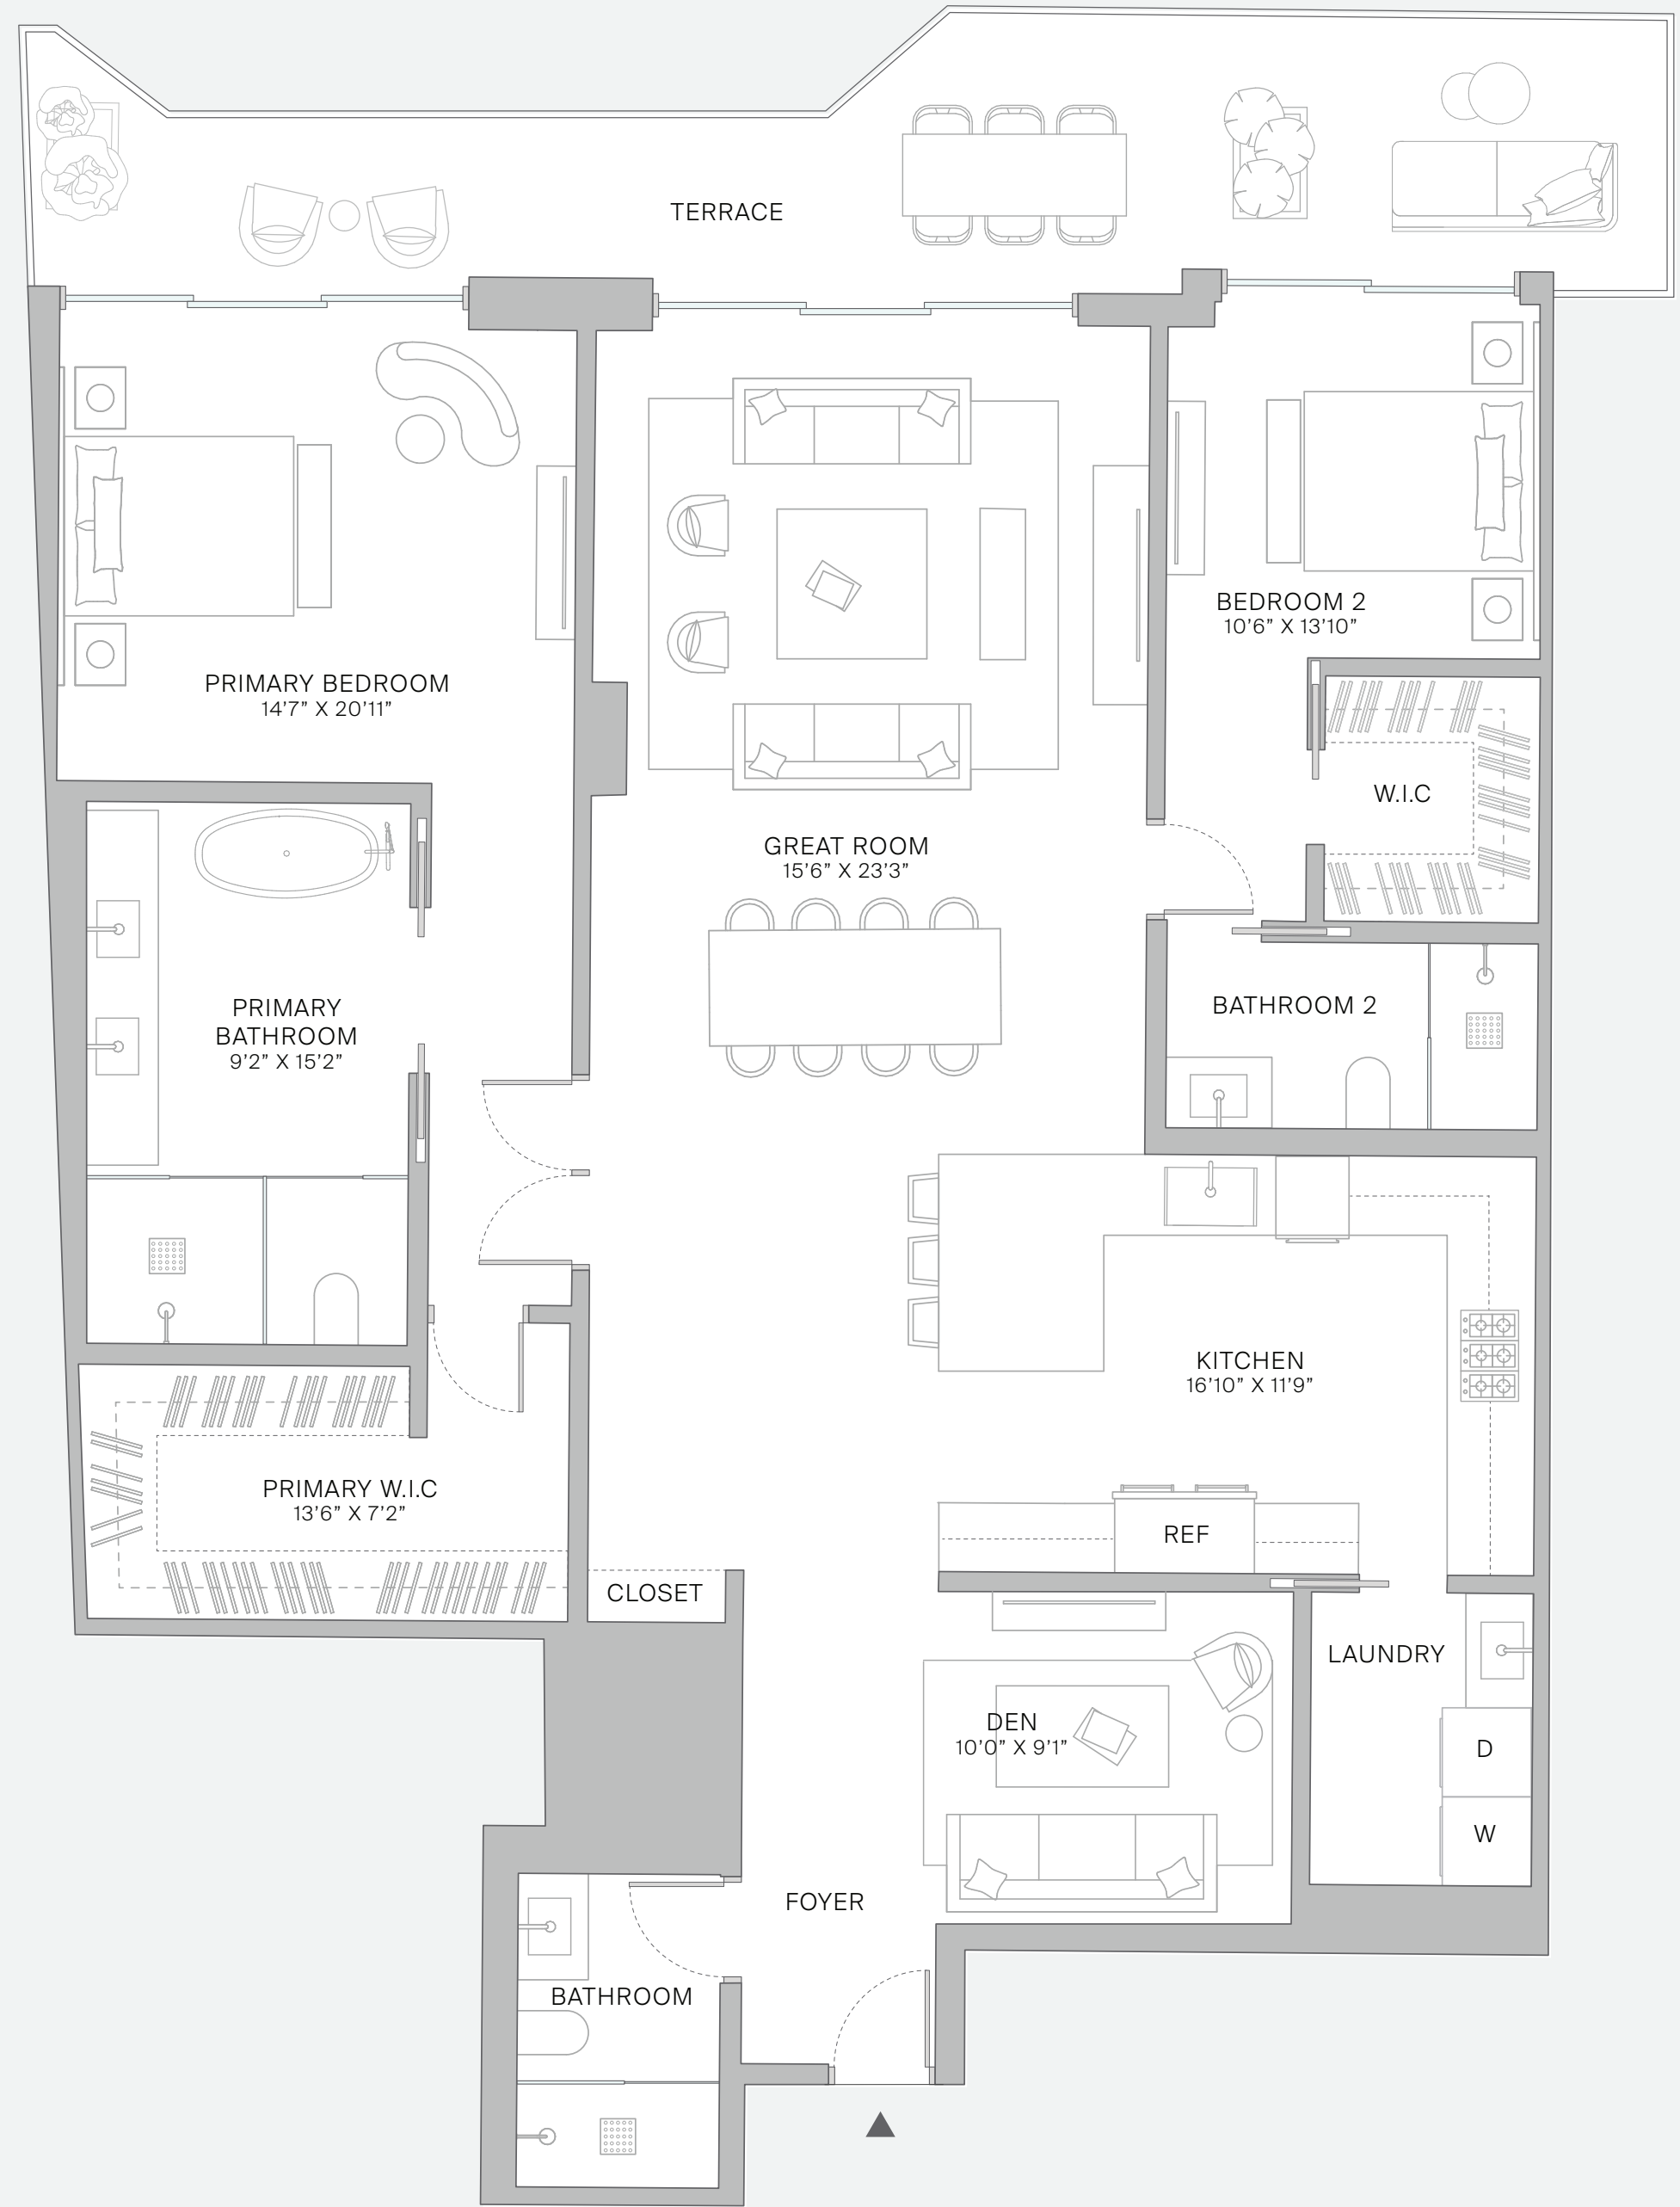 TERRACE
BEDROOM 2
10’6” X 13’10”
PRIMARY BEDROOM
14’7” X 20’11”
W.I.C
GREAT ROOM
15’6” X 23’3”
PRIMARY
BATHROOM
9’2” X 15’2”
BATHROOM 2
KITCHEN
16’10” X 11’9”
PRIMARY W.I.C
13’6” X 7’2”
REF
CLOSET
LAUNDRY
DEN
10’0” X 9’1”
D
W
FOYER
BATHROOM